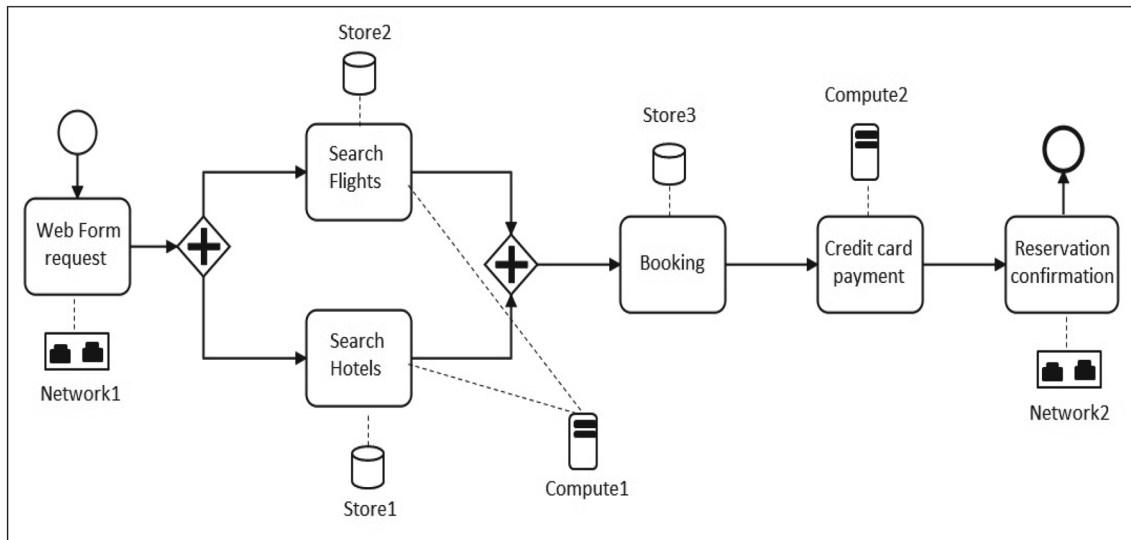 Store2
Search
Flights
Web Form
request
Network1
Search
Hotels
Store1
Compute1
Store3
Booking
Compute2
Credit card
payment
Reservation
confirmation
Network2